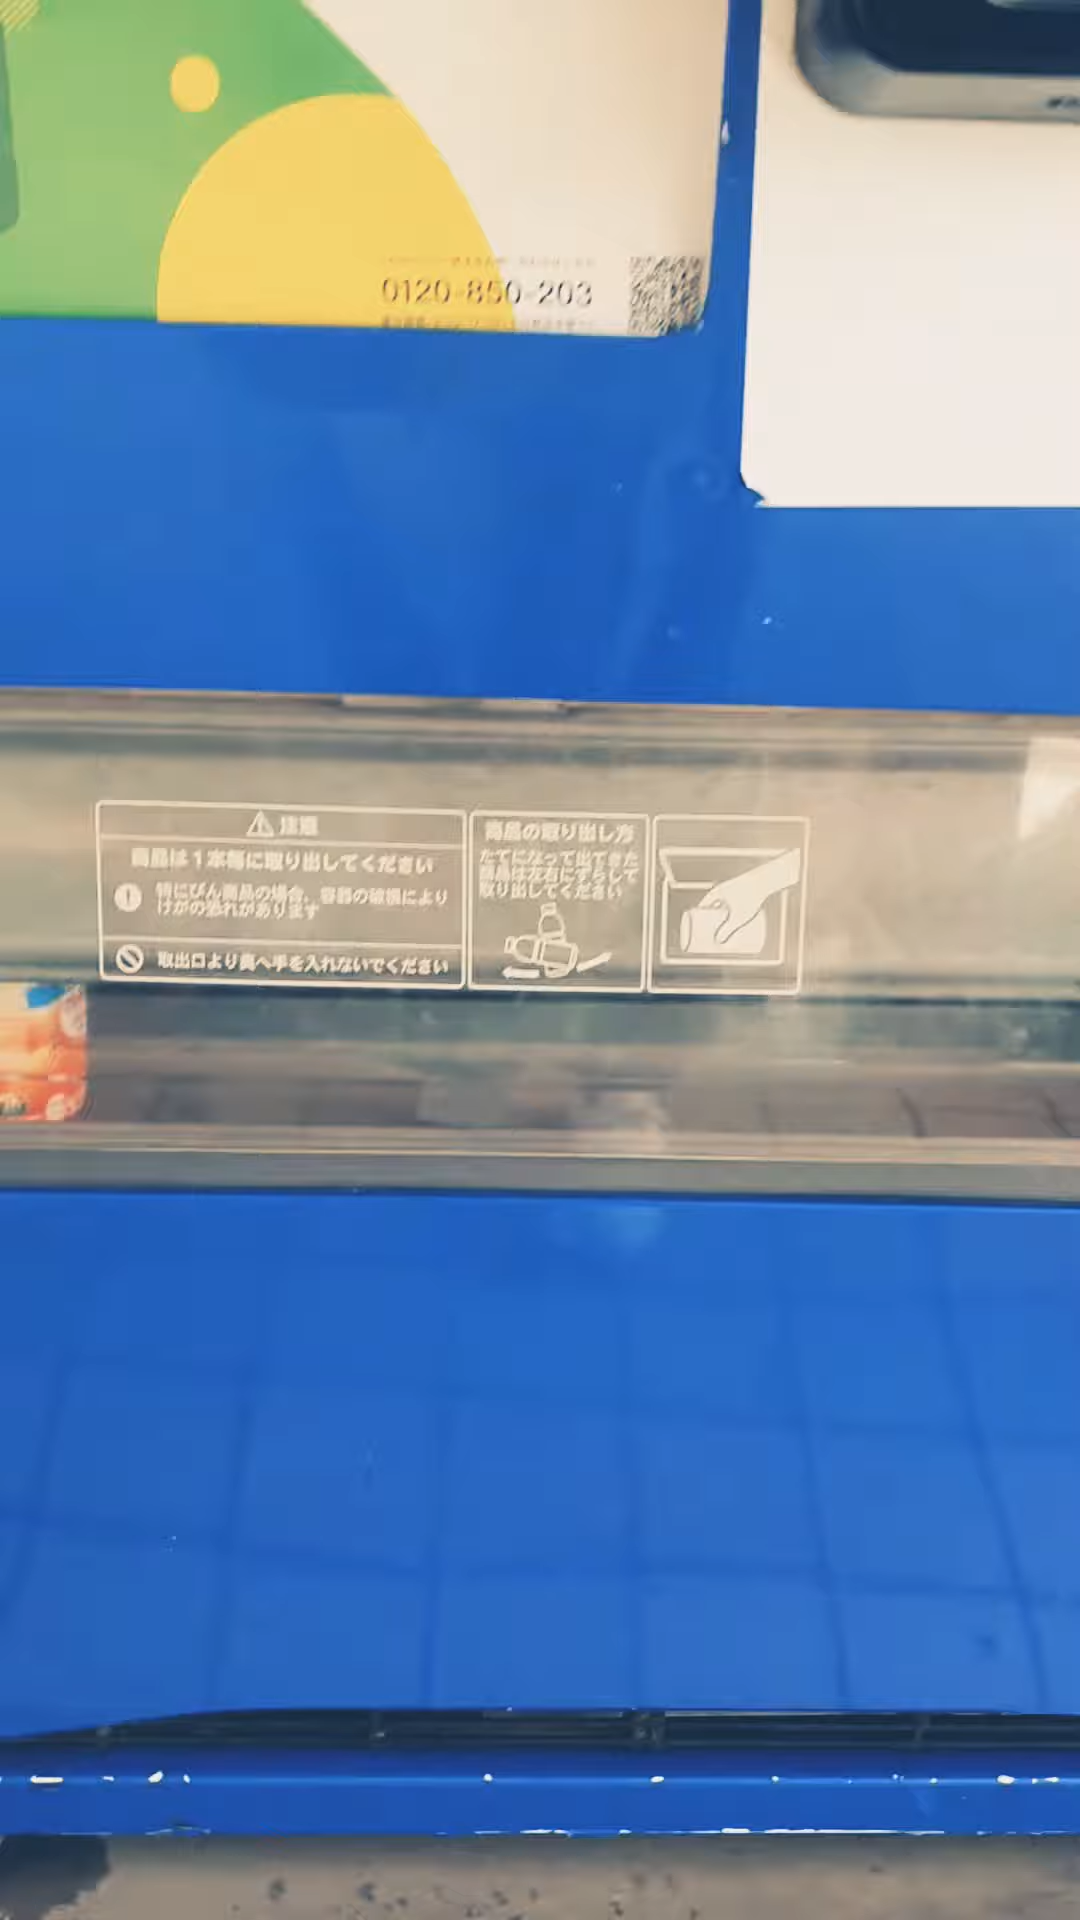 0120-850-203
注意
商品は1本毎に取り出してください
特にびん商品の場合、容器の破損により
けがの恐れがあります
取出口より奥へ手を入れないでください
商品の取り出し方
たてになって出てきた
商品は左右にずらして
取り出してください